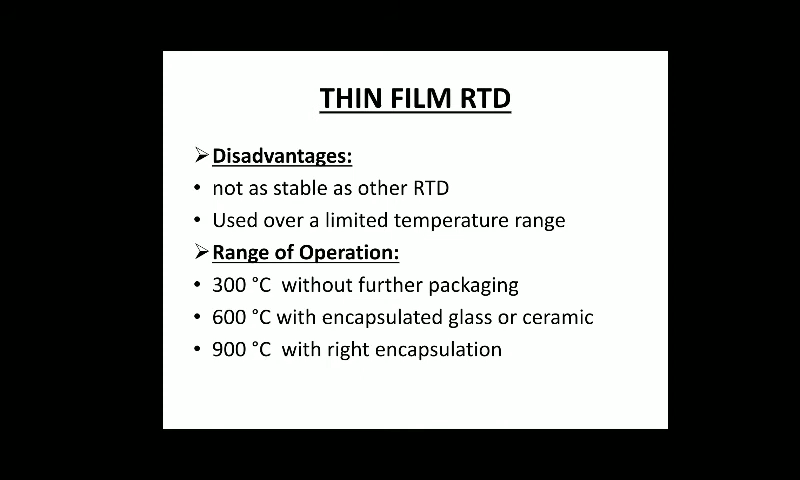 THIN FILM RTD
➢Disadvantages:
• not as stable as other RTD
• Used over a limited temperature range
➢Range of Operation:
• 300 °C  without further packaging
• 600 °C with encapsulated glass or ceramic
• 900 °C  with right encapsulation